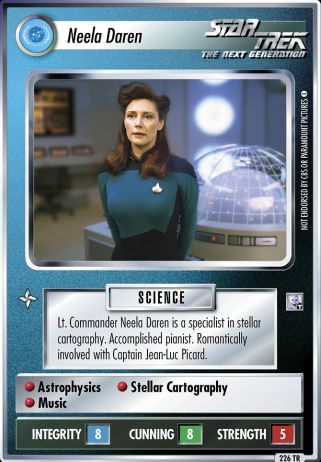 Neela Daren
STAR TREK
THE NEXT GENERATION
NOT ENDORSED BY CBS OR PARAMOUNT PICTURES
SCIENCE
Lt. Commander Neela Daren is a specialist in stellar
cartography. Accomplished pianist. Romantically
involved with Captain Jean-Luc Picard.
Astrophysics
Stellar Cartography
Music
INTEGRITY 8 CUNNING 8 STRENGTH 5
226 TR